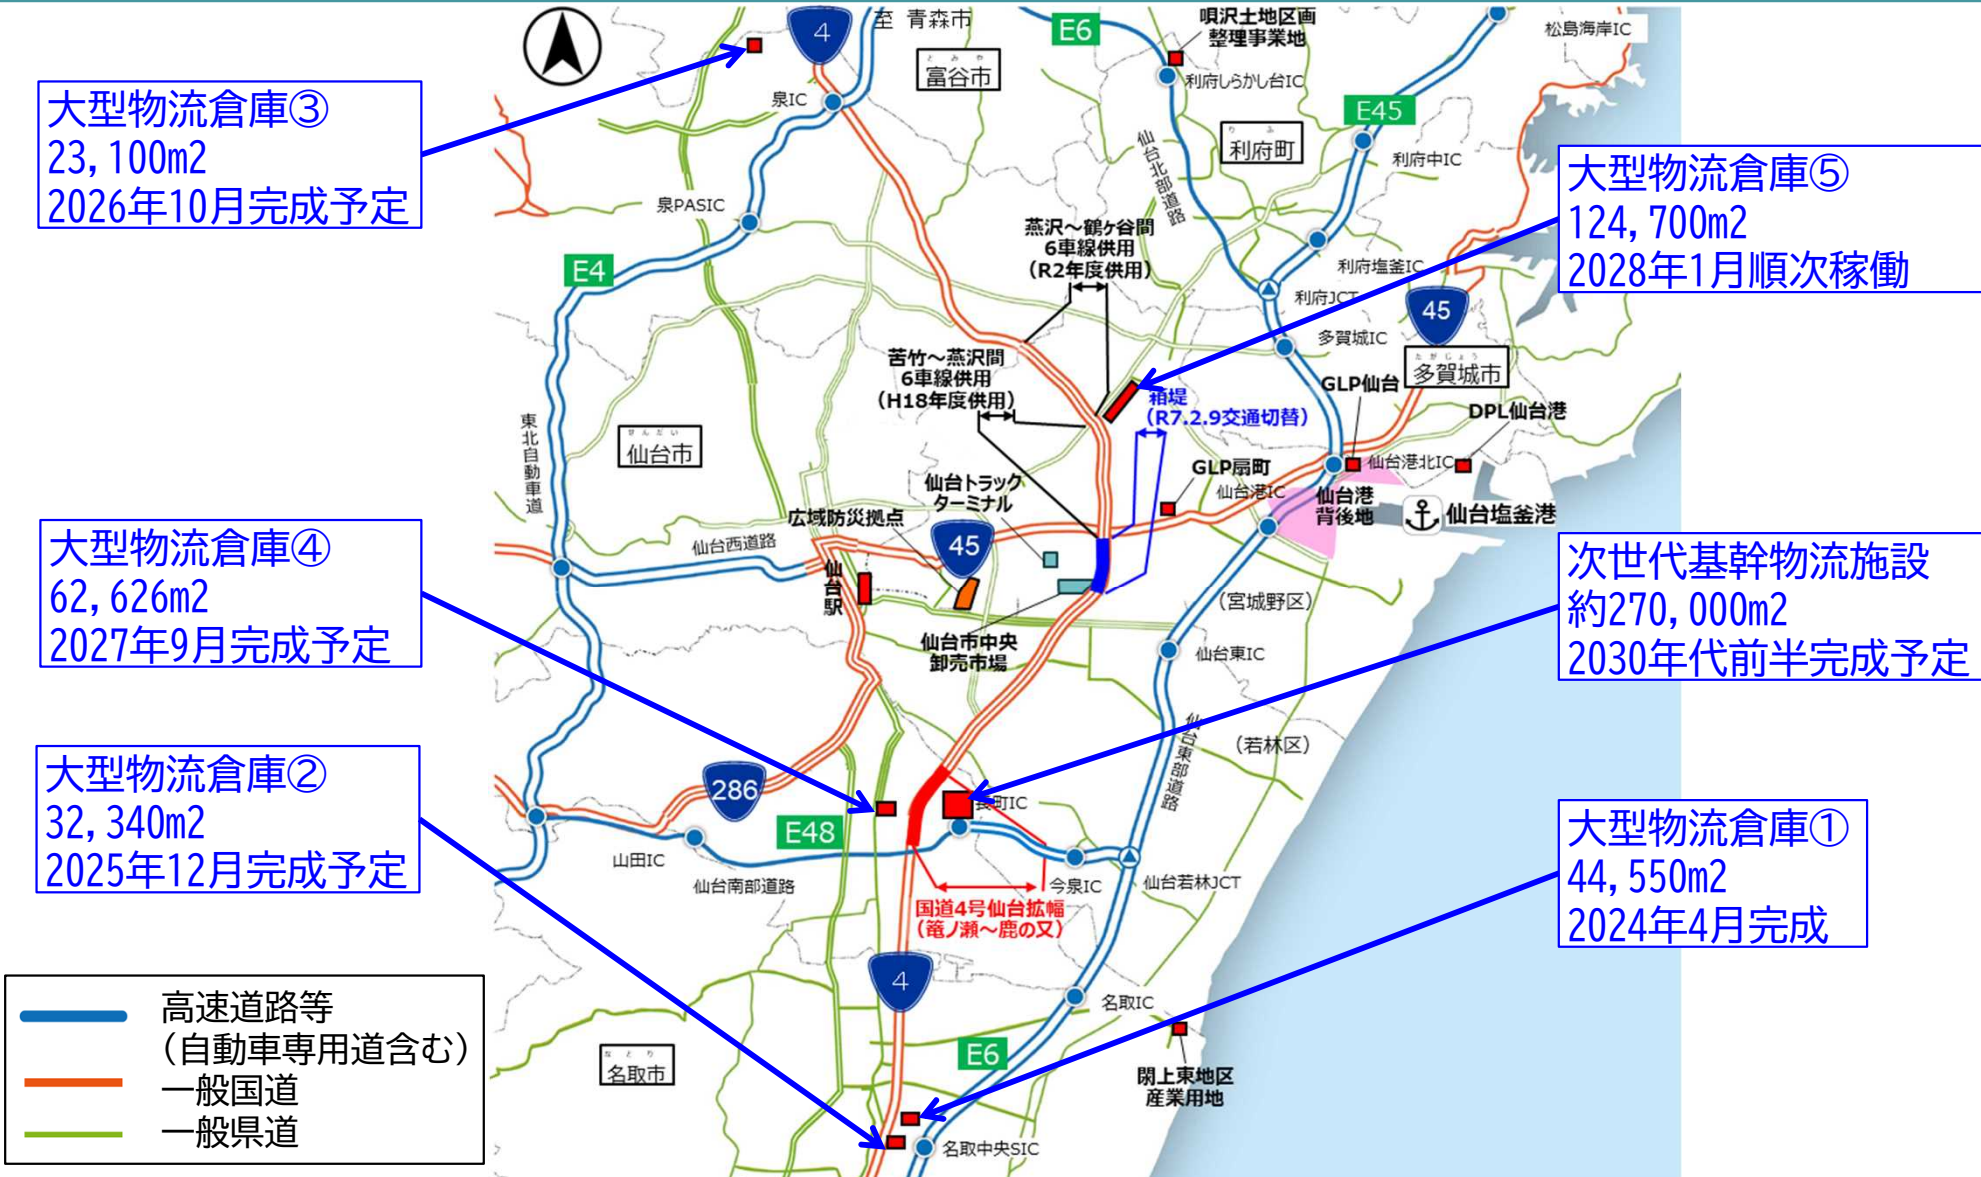 大型物流倉庫③
23,100m2
2026年10月完成予定
大型物流倉庫④
62,626m2
2027年9月完成予定
大型物流倉庫②
32,340m2
2025年12月完成予定
高速道路等
(自動車専用道含む)
一般国道
一般県道
4
至 青森市
E6
唄沢土地区画
整理事業地
松島海岸IC
とみや
富谷市
利府しらかし台IC
泉IC
E45
仙台北部道路
りふ
利府町
利府中IC
泉PASIC
燕沢～鶴ケ谷間
6車線供用
(R2年度供用)
E4
利府塩釜IC
利府JCT
45
多賀城IC
たがじょう
多賀城市
苦竹～燕沢間
6車線供用
(H18年度供用)
箱堤
(R7.2.9交通切替)
GLP仙台
DPL仙台港
東北自動車道
せんだい
仙台市
仙台トラック
ターミナル
GLP扇町
仙台港IC
仙台港北IC
仙台港
背後地
仙台塩釜港
広域防災拠点
45
仙台西道路
仙台駅
(宮城野区)
仙台市中央
卸売市場
仙台東IC
仙台東部道路
(若林区)
286
E48
長町IC
山田IC
仙台南部道路
今泉IC
仙台若林JCT
国道4号仙台拡幅
(篭ノ瀬～鹿の又)
4
名取IC
なとり
名取市
E6
閖上東地区
産業用地
名取中央SIC
大型物流倉庫⑤
124,700m2
2028年1月順次稼働
次世代基幹物流施設
約270,000m2
2030年代前半完成予定
大型物流倉庫①
44,550m2
2024年4月完成